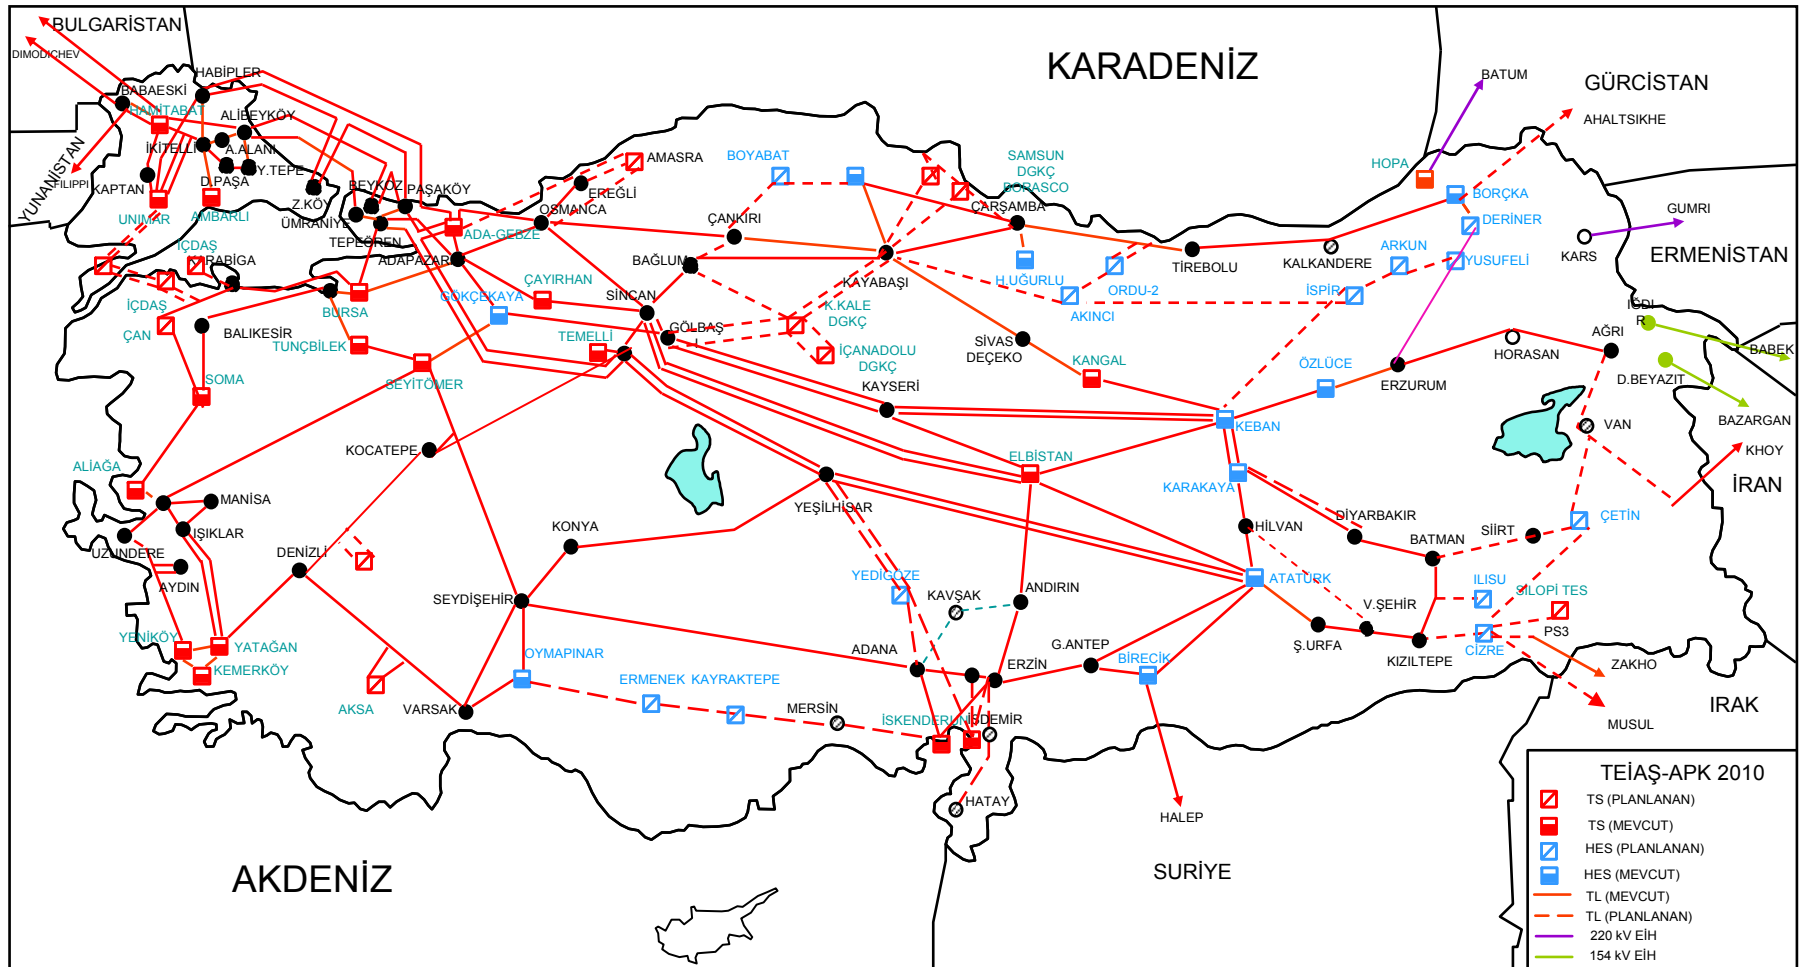 BULGARİSTAN
DIMODICHEV
HABİPLER
BABAESKİ
HAMİTABAT
ALİBEYKÖY
İKİTELLİ
A.ALANI
Y.TEPE
D.PAŞA
KAPTAN
FILIPPI
YUNANİSTAN
UNIMAR
AMBARLI
Z.KÖY
BEYKOZ
PAŞAKÖY
ÜMRANİYE
TEPEÖREN
ADA-GEBZE
ADAPAZARI
OSMANCA
EREĞLİ
AMASRA
KARADENİZ
BOYABAT
SAMSUN
DGKÇ
BORASCO
ÇARŞAMBA
ÇANKIRI
BAĞLUM
KAYABAŞI
H.UĞURLU
ORDU-2
AKINCI
TİREBOLU
KALKANDERE
HOPA
BATUM
GÜRCİSTAN
AHALTSIKHE
BORÇKA
DERİNER
ARKUN
YUSUFELİ
İSPİR
GUMRI
KARS
ERMENİSTAN
IĞDI
R
BABEK
D.BEYAZIT
BAZARGAN
AĞRI
HORASAN
ERZURUM
ÖZLÜCE
İÇDAŞ
KARABİGA
İÇDAŞ
ÇAN
BALIKESİR
BURSA
TUNÇBİLEK
SOMA
SEYİTÖMER
GÖKÇEKAYA
ÇAYIRHAN
SİNCAN
TEMELLİ
GÖLBAŞ
I
K.KALE
DGKÇ
İÇANADOLU
DGKÇ
SİVAS
DEÇEKO
KANGAL
KAYSERİ
KEBAN
VAN
KHOY
İRAN
KOCATEPE
ALİAĞA
MANİSA
IŞIKLAR
UZUNDERE
AYDIN
DENİZLİ
KONYA
YEŞİLHİSAR
ELBİSTAN
KARAKAYA
HİLVAN
DİYARBAKIR
BATMAN
SİİRT
ÇETİN
ATATÜRK
ILISU
SILOPİ TES
PS3
CİZRE
V.ŞEHİR
Ş.URFA
KIZILTEPE
ZAKHO
MUSUL
IRAK
SEYDİŞEHİR
YEDİGÖZE
KAVŞAK
ANDIRIN
ADANA
ERZİN
G.ANTEP
BİRECİK
YENİKÖY
YATAĞAN
KEMERKÖY
AKSA
VARSAK
OYMAPINAR
ERMENEK KAYRAKTEPE
MERSİN
İSKENDERUN
İSDEMİR
HATAY
HALEP
SURİYE
AKDENİZ
TEİAŞ-APK 2010
TS (PLANLANAN)
TS (MEVCUT)
HES (PLANLANAN)
HES (MEVCUT)
TL (MEVCUT)
TL (PLANLANAN)
220 kV EİH
154 kV EİH